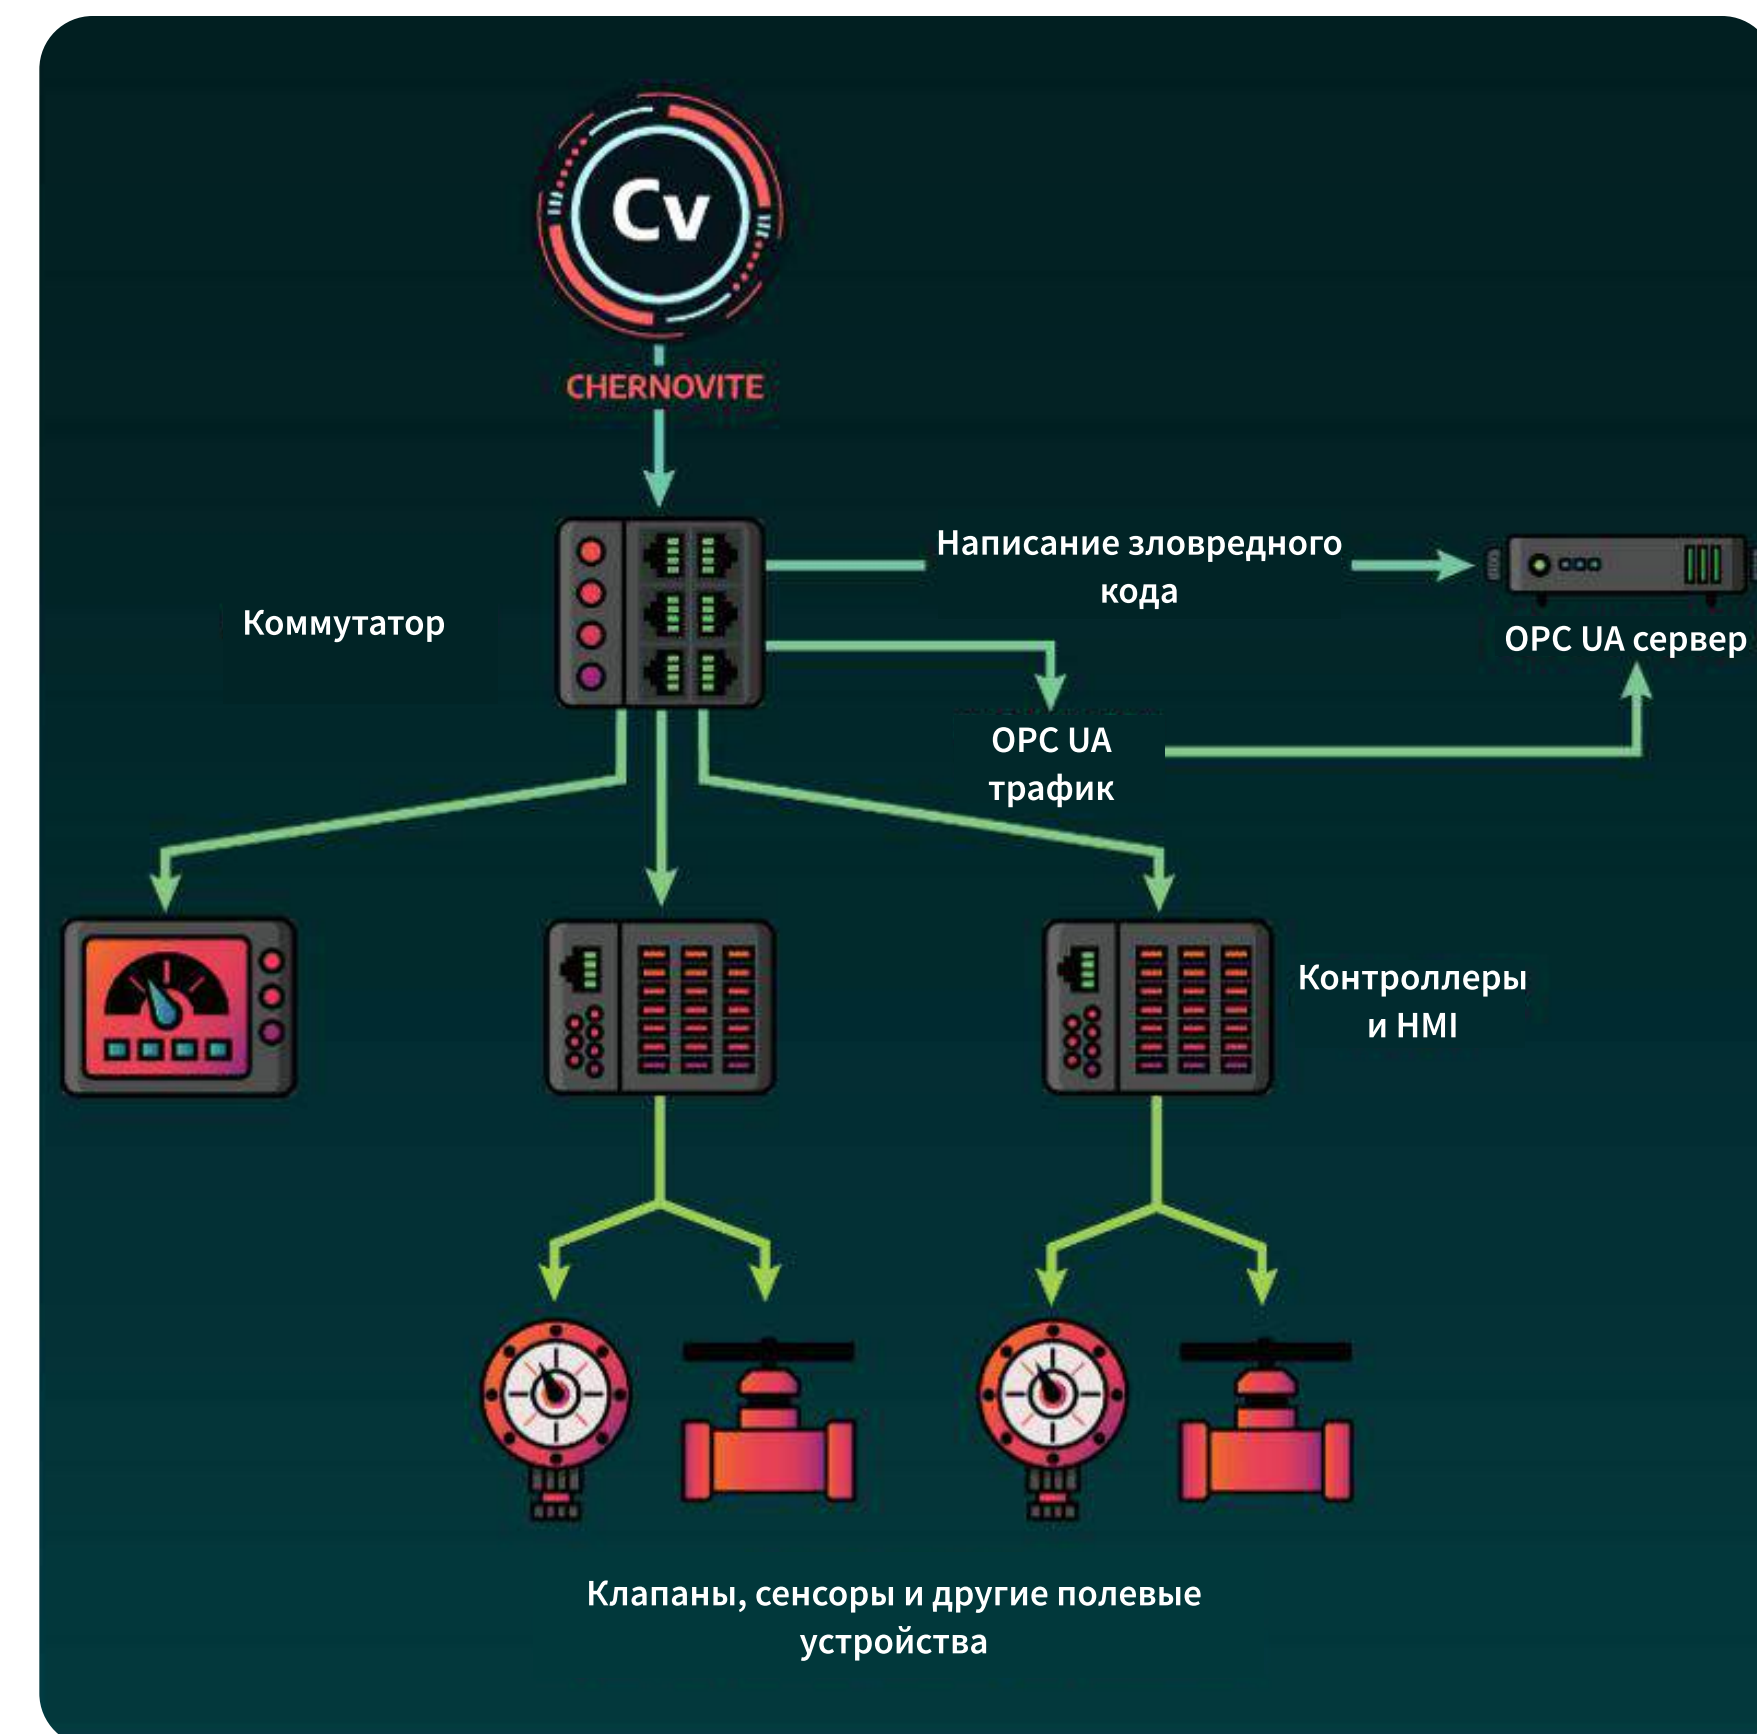 Cv
CHERNOVITE
Написание зловредного
кода
Коммутатор
OPC UA сервер
OPC UA
трафик
Контроллеры
и HMI
Клапаны, сенсоры и другие полевые
устройства